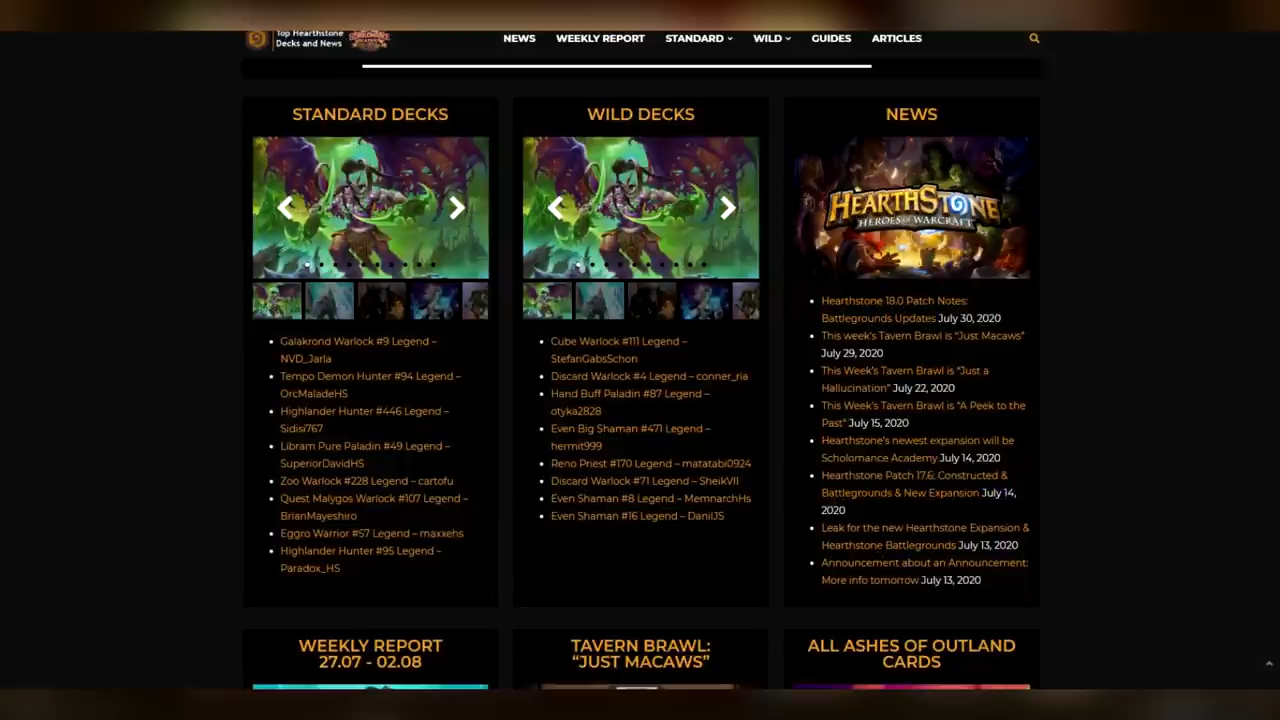 Top Hearthstone
Decks and News
NEWS WEEKLY REPORT STANDARD WILD GUIDES ARTICLES
STANDARD DECKS
Galakrond Warlock #9 Legend –
NVD_Jarla
Tempo Demon Hunter #94 Legend –
OrcMaladeHS
Highlander Hunter #446 Legend –
Sidisi767
Libram Pure Paladin #49 Legend –
SuperiorDavidHS
Zoo Warlock #228 Legend – cartofu
Quest Malygos Warlock #107 Legend –
BrianMayeshiro
Eggro Warrior #57 Legend – maxxehs
Highlander Hunter #95 Legend –
Paradox_HS
WILD DECKS
Cube Warlock #111 Legend –
StefanGabsSchon
Discard Warlock #4 Legend – conner_ria
Hand Buff Paladin #87 Legend –
otyka2828
Even Big Shaman #471 Legend –
hermit999
Reno Priest #170 Legend – matatabi0924
Discard Warlock #71 Legend – SheikVII
Even Shaman #8 Legend – MemnarchHs
Even Shaman #16 Legend – DanilJS
NEWS
HEARTHSTONE
HEROES OF WARCRAFT
Hearthstone 18.0 Patch Notes:
Battlegrounds Updates July 30, 2020
This week's Tavern Brawl is “Just Macaws”
July 29, 2020
This Week's Tavern Brawl is “Just a
Hallucination” July 22, 2020
This Week's Tavern Brawl is “A Peek to the
Past” July 15, 2020
Hearthstone's newest expansion will be
Scholomance Academy July 14, 2020
Hearthstone Patch 17.6: Constructed &
Battlegrounds & New Expansion July 14,
2020
Leak for the new Hearthstone Expansion &
Hearthstone Battlegrounds July 13, 2020
Announcement about an Announcement:
More info tomorrow July 13, 2020
WEEKLY REPORT
27.07 - 02.08
TAVERN BRAWL:
“JUST MACAWS”
ALL ASHES OF OUTLAND
CARDS